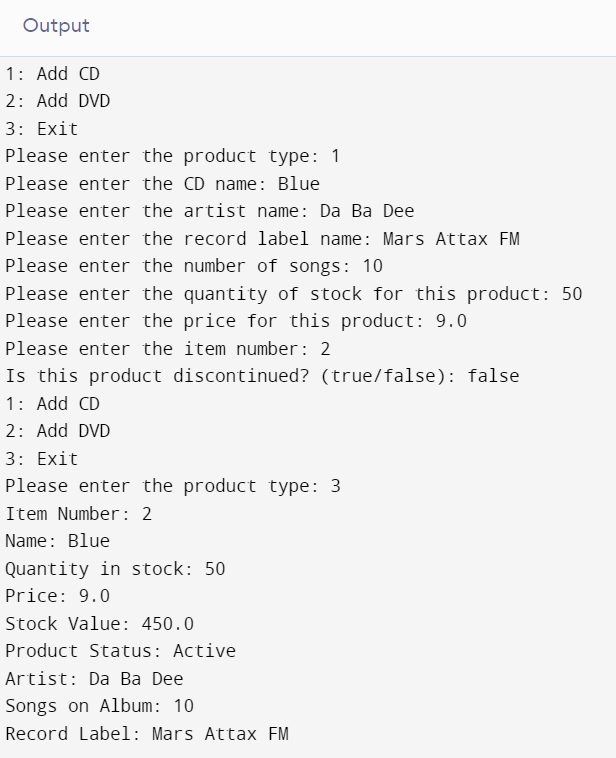 Output
1: Add CD
2: Add DVD
3: Exit
Please enter the product type: 1
Please enter the CD name: Blue
Please enter the artist name: Da Ba Dee
Please enter the record label name: Mars Attax FM
Please enter the number of songs: 10
Please enter the quantity of stock for this product: 50
Please enter the price for this product: 9.0
Please enter the item number: 2
Is this product discontinued? (true/false): false
1: Add CD
2: Add DVD
3: Exit
Please enter the product type: 3
Item Number: 2
Name: Blue
Quantity in stock: 50
Price: 9.0
Stock Value: 450.0
Product Status: Active
Artist: Da Ba Dee
Songs on Album: 10
Record Label: Mars Attax FM